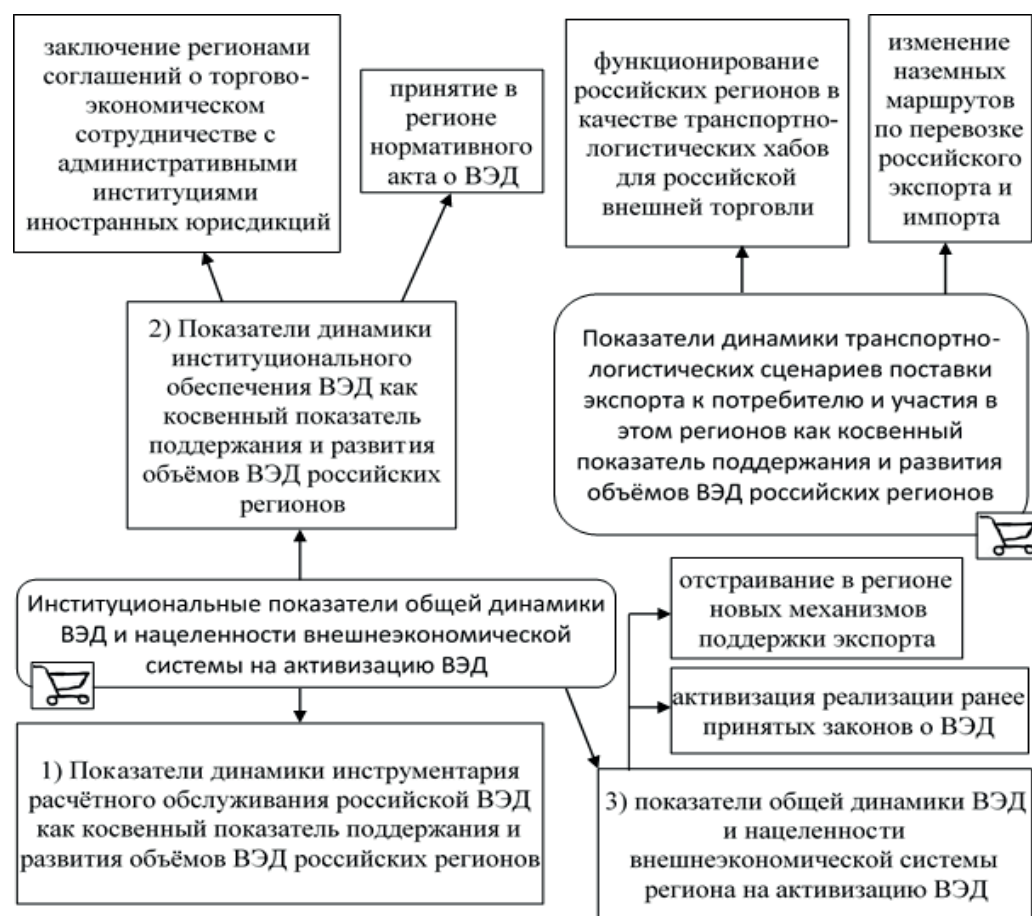 заключение регионами
соглашений о торгово-
экономическом
сотрудничестве с
административными
институциями
иностранных юрисдикций
принятие в
регионе
нормативного
акта о ВЭД
функционирование
российских регионов в
качестве транспортно-
логистических хабов
для российской
внешней торговли
изменение
наземных
маршрутов
по перевозке
российского
экспорта и
импорта
2) Показатели динамики
институционального
обеспечения ВЭД как
косвенный показатель
поддержания и развития
объёмов ВЭД российских
регионов
Показатели динамики транспортно-
логистических сценариев поставки
экспорта к потребителю и участия в
этом регионов как косвенный
показатель поддержания и развития
объёмов ВЭД российских регионов
Институциональные показатели общей динамики
ВЭД и нацеленности внешнеэкономической
системы на активизацию ВЭД
отстраивание в регионе
новых механизмов
поддержки экспорта
активизация реализации ранее
принятых законов о ВЭД
1) Показатели динамики инструментария
расчётного обслуживания российской ВЭД
как косвенный показатель поддержания и
развития объёмов ВЭД российских регионов
3) показатели общей динамики ВЭД
и нацеленности
внешнеэкономической системы
региона на активизацию ВЭД